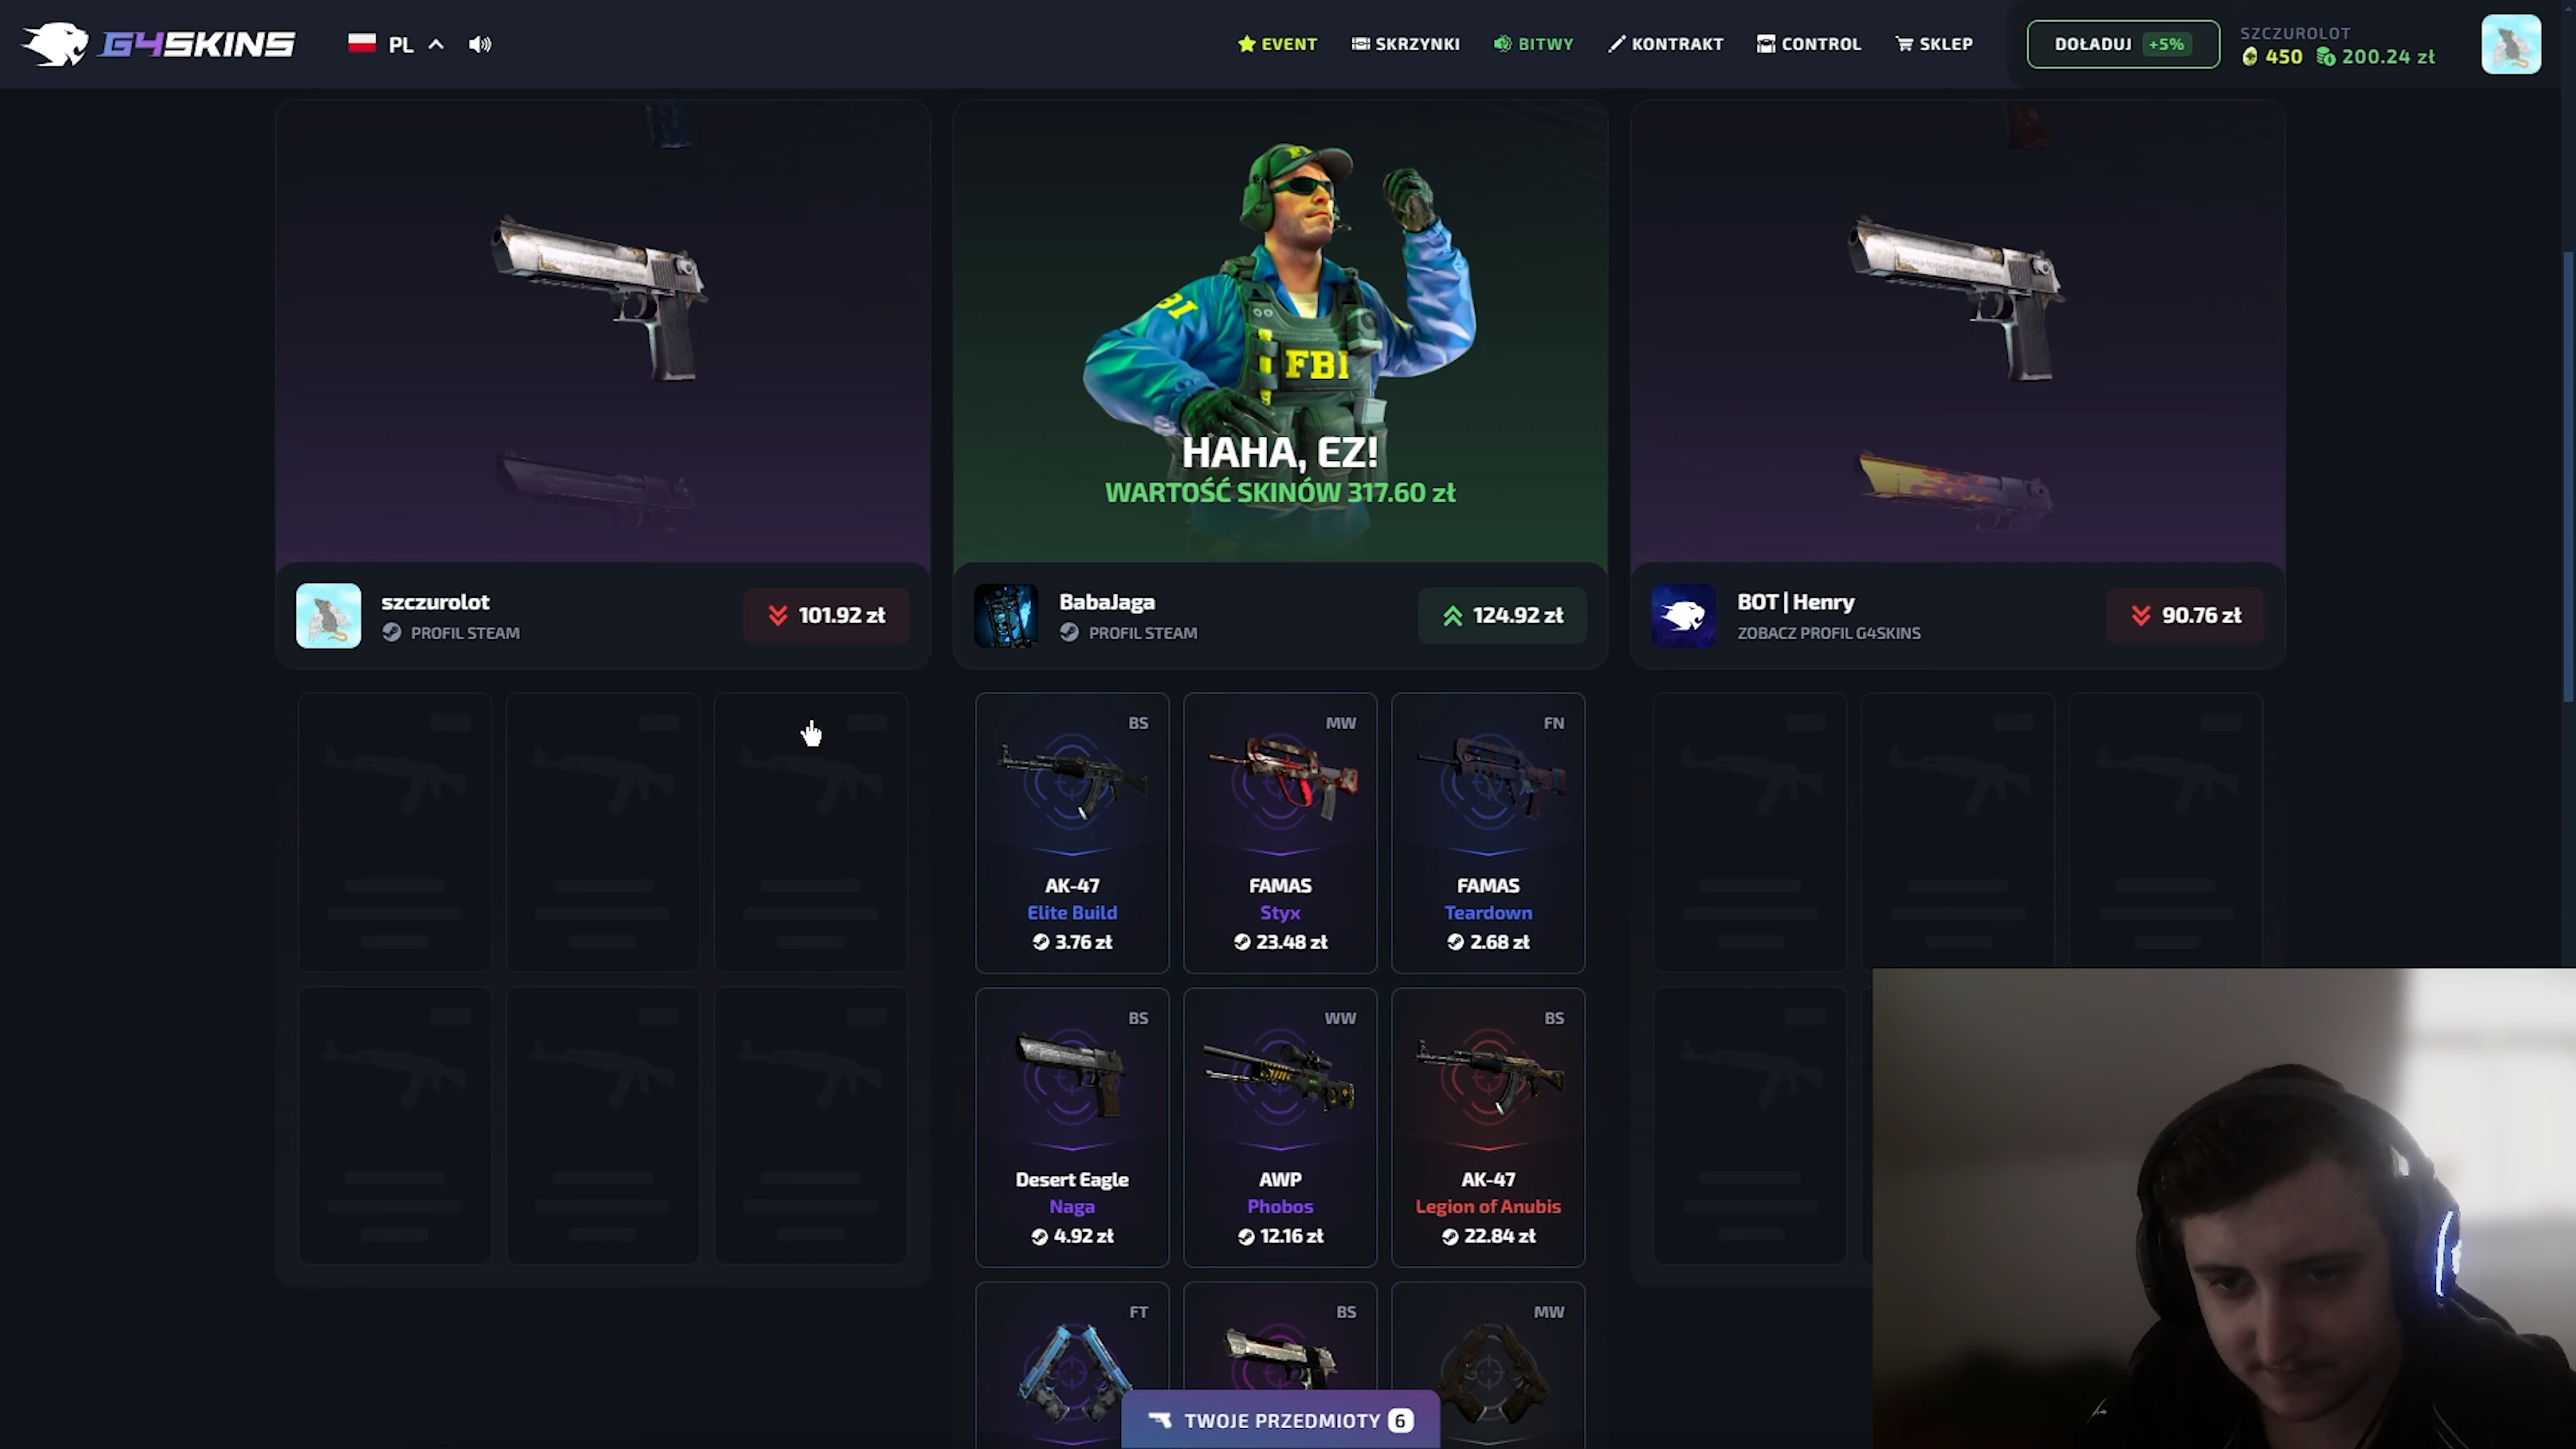 G4SKINS
PL
EVENT
SKRZYNKI
BITWY
KONTRAKT
CONTROL
SKLEP
DOŁADUJ +5%
SZCZUROLOT
450 200.24 zł
FBI
HAHA, EZ!
WARTOŚĆ SKINÓW 317.60 zł
szczurolot
PROFIL STEAM
101.92 zł
BabaJaga
PROFIL STEAM
124.92 zł
BOT | Henry
ZOBACZ PROFIL G4SKINS
90.76 zł
BS
AK-47
Elite Build
3.76 zł
MW
FAMAS
Styx
23.48 zł
FN
FAMAS
Teardown
2.68 zł
BS
Desert Eagle
Naga
4.92 zł
WW
AWP
Phobos
12.16 zł
BS
AK-47
Legion of Anubis
22.84 zł
FT
BS
MW
TWOJE PRZEDMIOTY 6